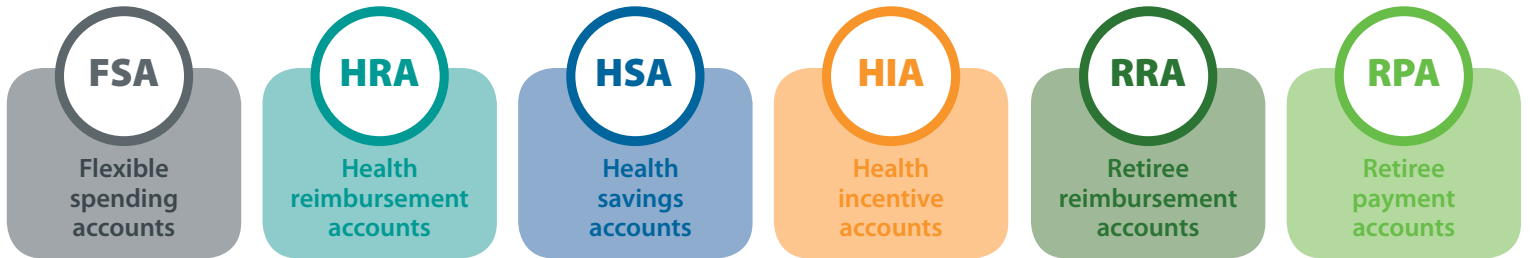 FSA
Flexible
spending
accounts
HRA
Health
reimbursement
accounts
HSA
Health
savings
accounts
HIA
Health
incentive
accounts
RRA
Retiree
reimbursement
accounts
RPA
Retiree
payment
accounts